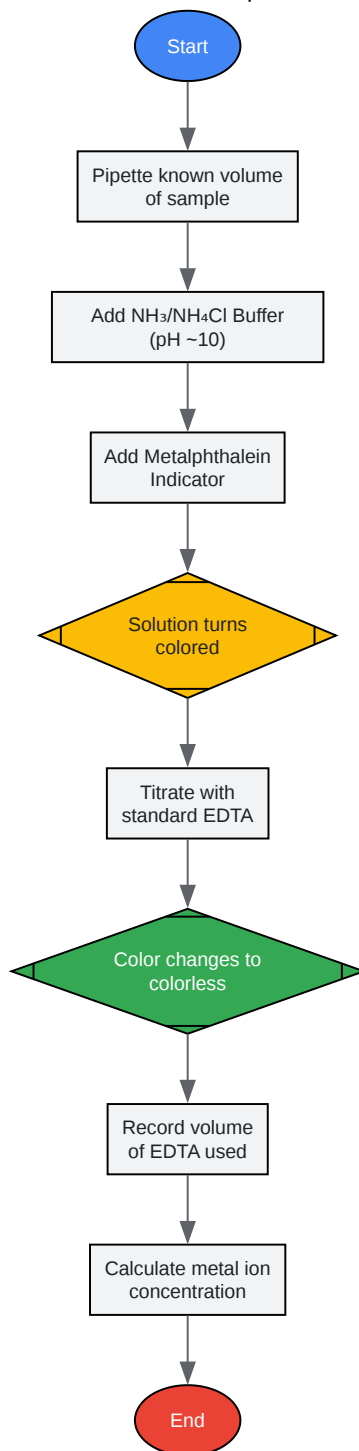 Start
Pipette known volume
of sample
Add NH₃/NH₄Cl Buffer
(pH ~10)
Add Metalphthalein
Indicator
Solution turns
colored
Titrate with
standard EDTA
Color changes to
colorless
Record volume
of EDTA used
Calculate metal ion
concentration
End